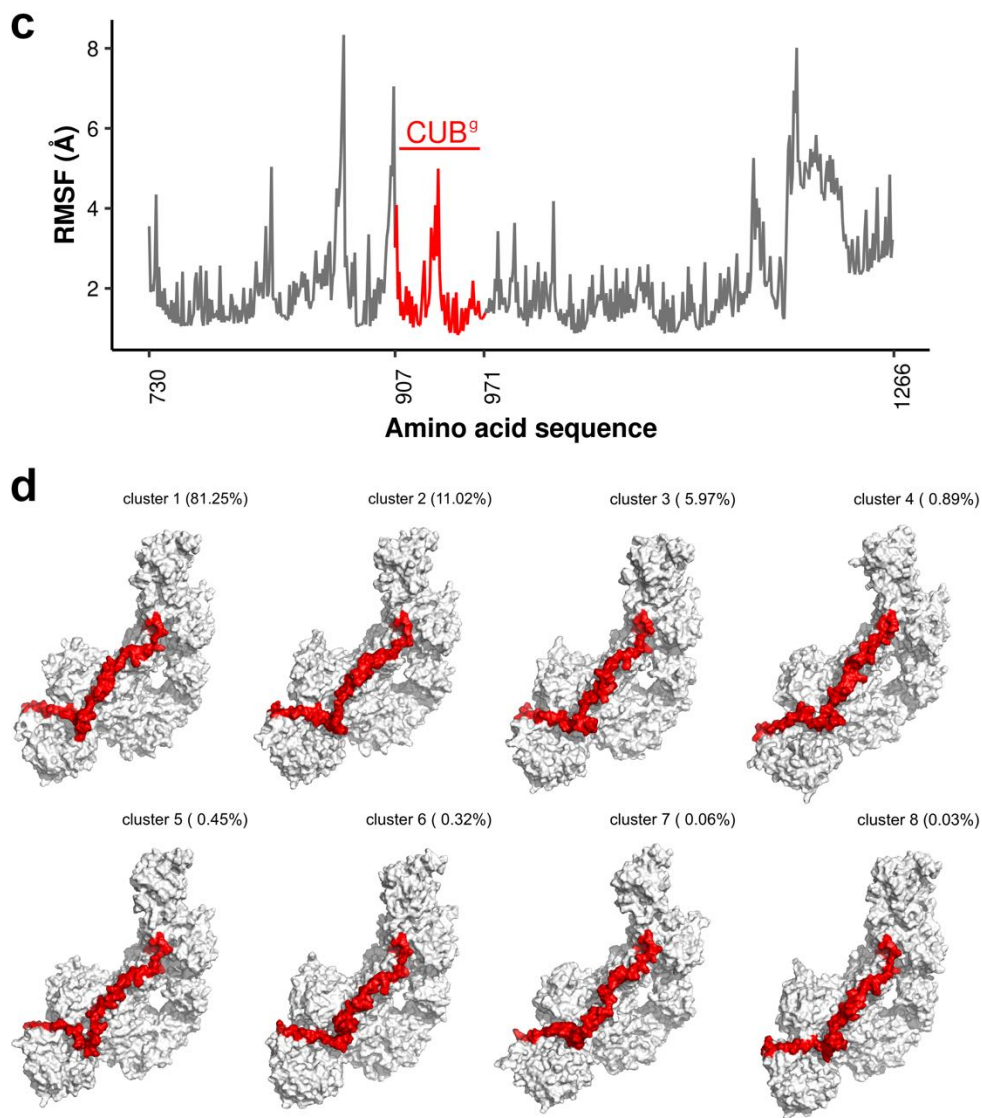 c
8
6
4
2
RMSF (Å)
CUBᵍ
730
907
971
1266
Amino acid sequence
d
cluster 1 (81.25%)
cluster 2 (11.02%)
cluster 3 ( 5.97%)
cluster 4 ( 0.89%)
cluster 5 ( 0.45%)
cluster 6 ( 0.32%)
cluster 7 ( 0.06%)
cluster 8 (0.03%)